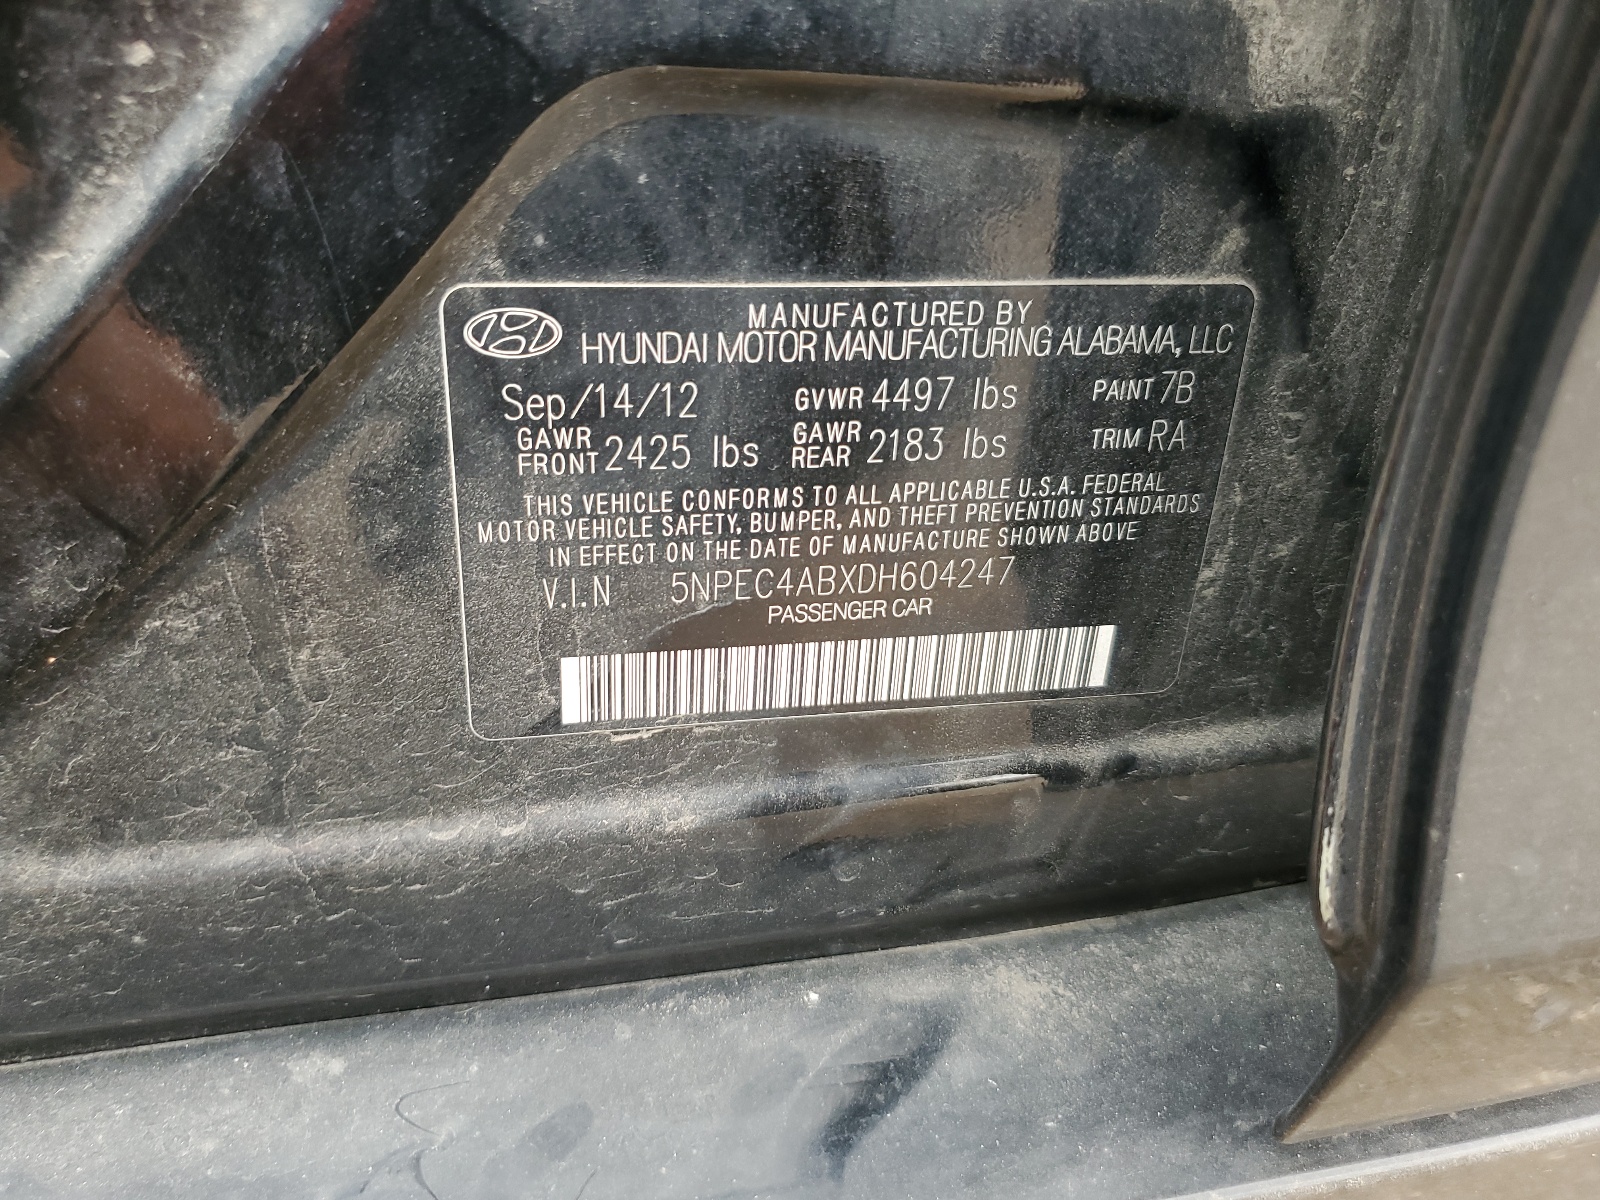 MANUFACTURED BY
HYUNDAI MOTOR MANUFACTURING ALABAMA, LLC
Sep/14/12 GVWR 4497 lbs PAINT 7B
GAWR FRONT 2425 lbs GAWR REAR 2183 lbs TRIM RA
THIS VEHICLE CONFORMS TO ALL APPLICABLE U.S.A. FEDERAL
MOTOR VEHICLE SAFETY, BUMPER, AND THEFT PREVENTION STANDARDS
IN EFFECT ON THE DATE OF MANUFACTURE SHOWN ABOVE
V.I.N 5NPEC4ABXDH604247
PASSENGER CAR